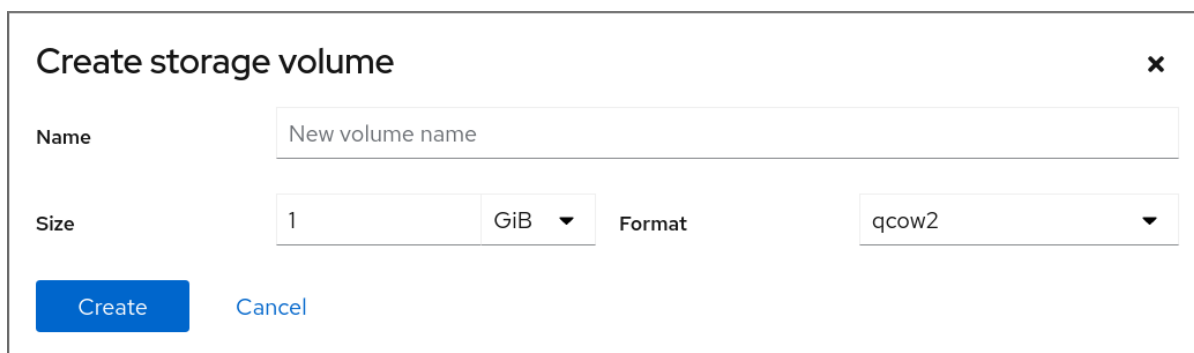 Create storage volume
Name New volume name
Size 1 GiB Format qcow2
Create Cancel